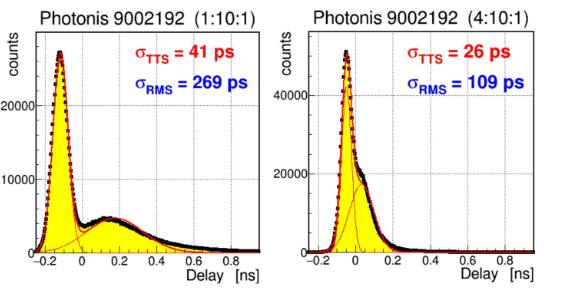 Photonis 9002192 (1:10:1)
counts
σTTS = 41 ps
σRMS = 269 ps
20000
10000
0
−0.2 0 0.2 0.4 0.6 0.8
Delay [ns]
Photonis 9002192 (4:10:1)
counts
σTTS = 26 ps
σRMS = 109 ps
40000
20000
0
−0.2 0 0.2 0.4 0.6 0.8
Delay [ns]